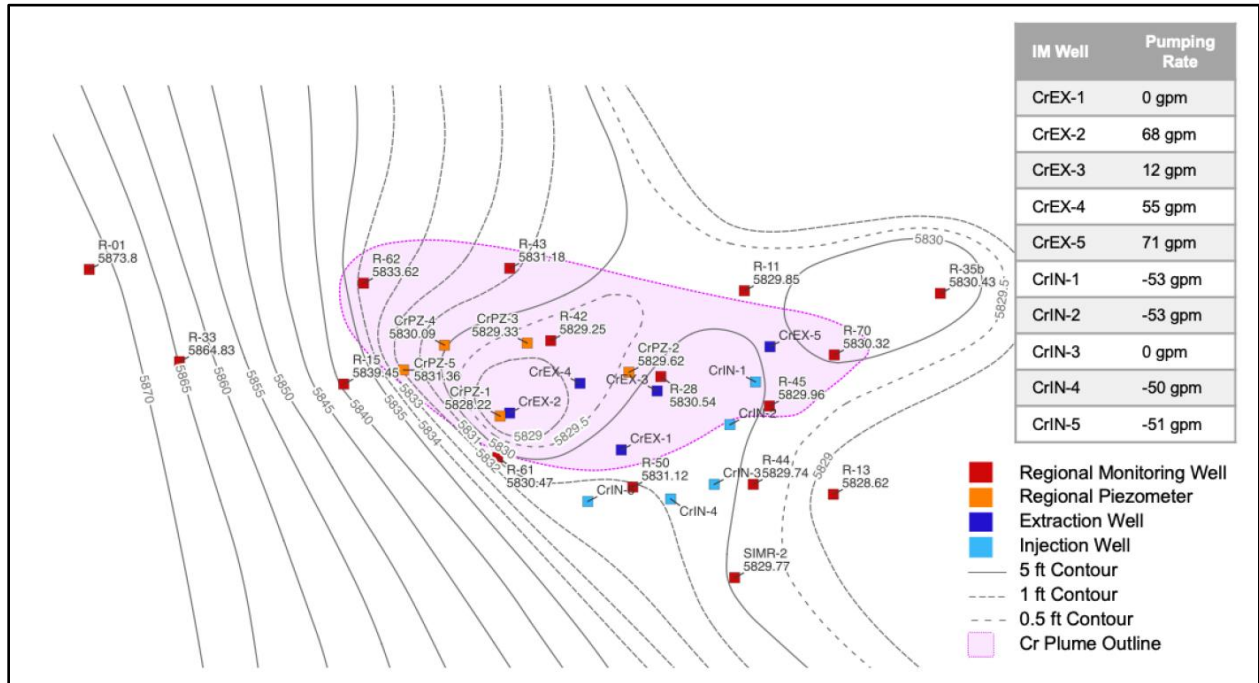 IM Well Pumping Rate
CrEX-1 0 gpm
CrEX-2 68 gpm
CrEX-3 12 gpm
CrEX-4 55 gpm
CrEX-5 71 gpm
CrIN-1 -53 gpm
CrIN-2 -53 gpm
CrIN-3 0 gpm
CrIN-4 -50 gpm
CrIN-5 -51 gpm
R-01
5873.8
R-33
5864.83
R-62
5833.62
R-43
5831.18
R-11
5829.85
5830
R-35b
5830.43
5829.5
CrPZ-4
5830.09
CrPZ-3
5829.33
R-42
5829.25
CrEX-5
R-70
5830.32
R-15
5839.45
CrPZ-5
5831.36
CrPZ-2
5829.62
CrEX-4
CrEX-3
R-28
5830.54
CrIN-1
R-45
5829.96
CrPZ-1
5828.22
CrEX-2
CrIN-2
5870
5865
5860
5855
5850
5845
5840
5835
5833
5834
5831
5832
5830
5829
5829.5
CrEX-1
R-61
5830.47
R-50
5831.12
CrIN-3
R-44
5829.74
5829
R-13
5828.62
CrIN-4
SIMR-2
5829.77
Regional Monitoring Well
Regional Piezometer
Extraction Well
Injection Well
5 ft Contour
1 ft Contour
0.5 ft Contour
Cr Plume Outline